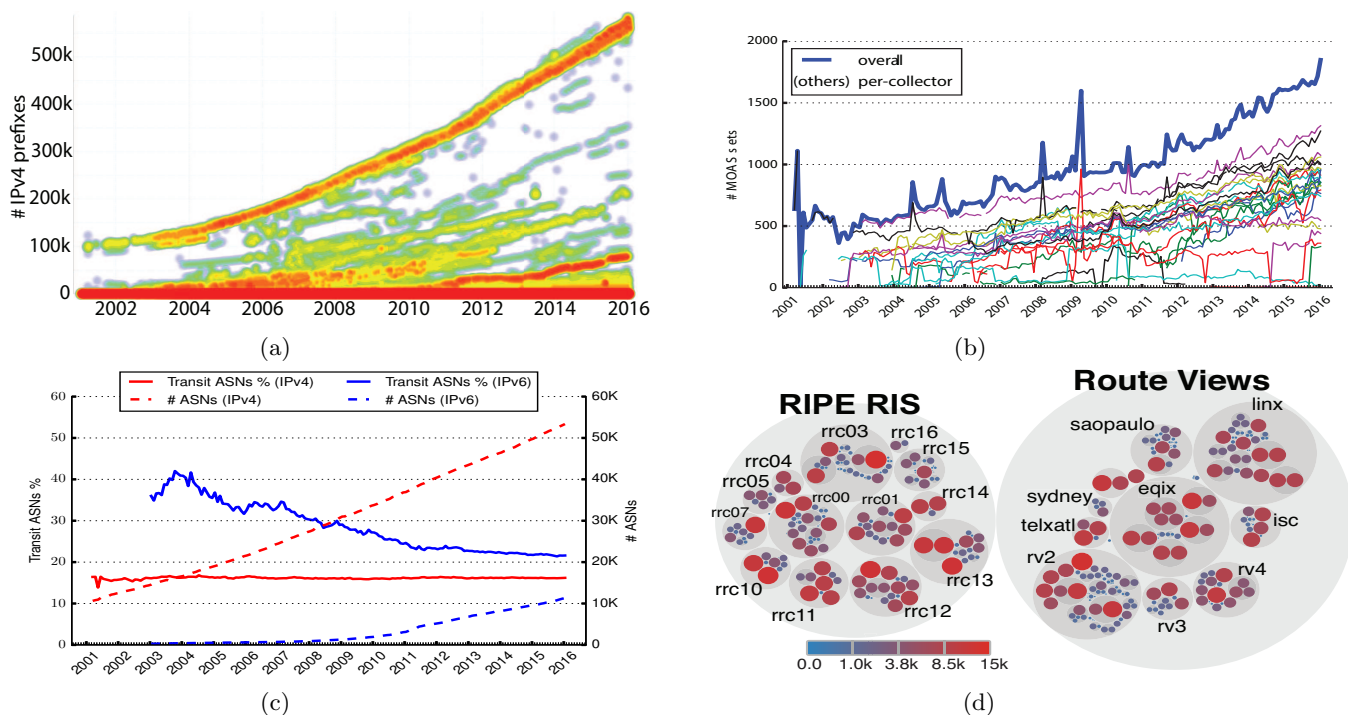 # IPv4 prefixes
500k
400k
300k
200k
100k
0
2002 2004 2006 2008 2010 2012 2014 2016
(a)
# MOAS sets
2000
1500
1000
500
0
overall
(others) per-collector
2001 2002 2003 2004 2005 2006 2007 2008 2009 2010 2011 2012 2013 2014 2015 2016
(b)
Transit ASNs % (IPv4)
# ASNs (IPv4)
Transit ASNs % (IPv6)
# ASNs (IPv6)
Transit ASNs %
60
50
40
30
20
10
0
60K
50K
40K
30K
20K
10K
0
# ASNs
2001 2002 2003 2004 2005 2006 2007 2008 2009 2010 2011 2012 2013 2014 2015 2016
(c)
RIPE RIS
rrc03
rrc16
rrc15
rrc04
rrc05
rrc00
rrc01
rrc14
rrc07
rrc13
rrc10
rrc11
rrc12
Route Views
linx
saopaulo
eqix
sydney
telxatl
isc
rv2
rv4
rv3
0.0 1.0k 3.8k 8.5k 15k
(d)